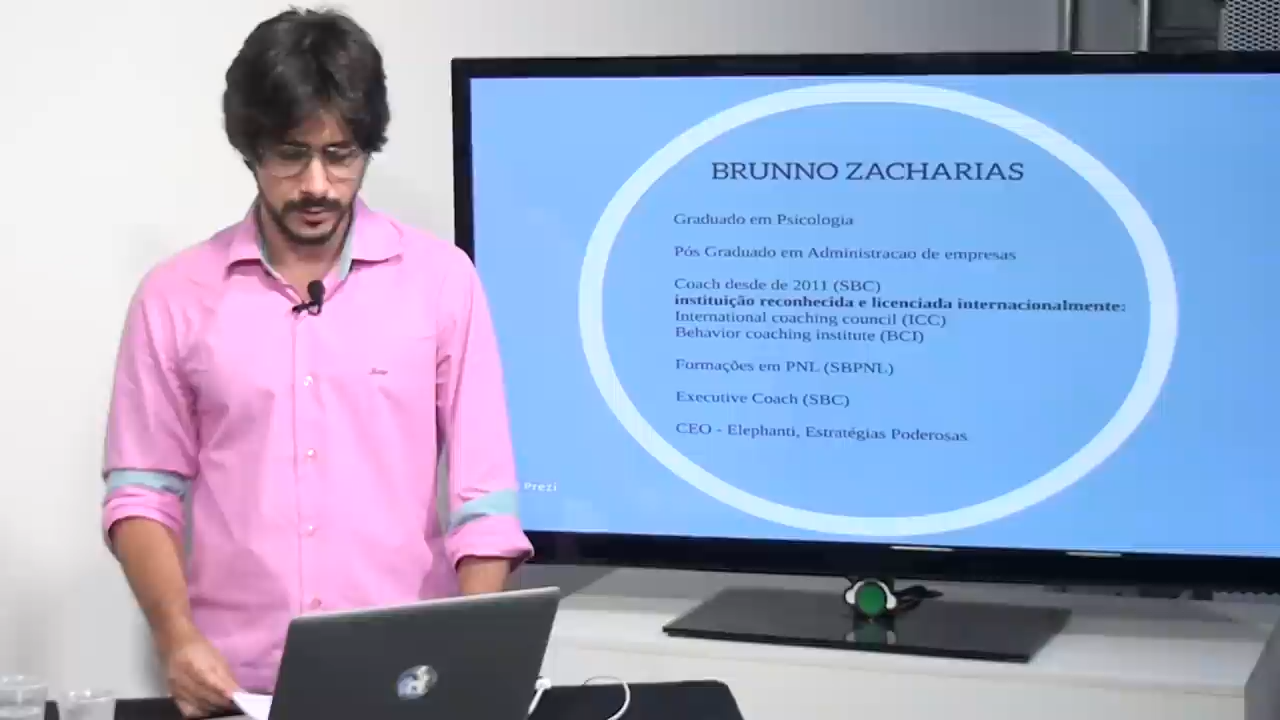 BRUNNO ZACHARIAS
Graduado em Psicologia
Pós Graduado em Administracao de empresas
Coach desde de 2011 (SBC)
instituição reconhecida e licenciada internacionalmente:
International coaching council (ICC)
Behavior coaching institute (BCI)
Formações em PNL (SBPNL)
Executive Coach (SBC)
CEO - Elephanti, Estratégias Poderosas
Prezi